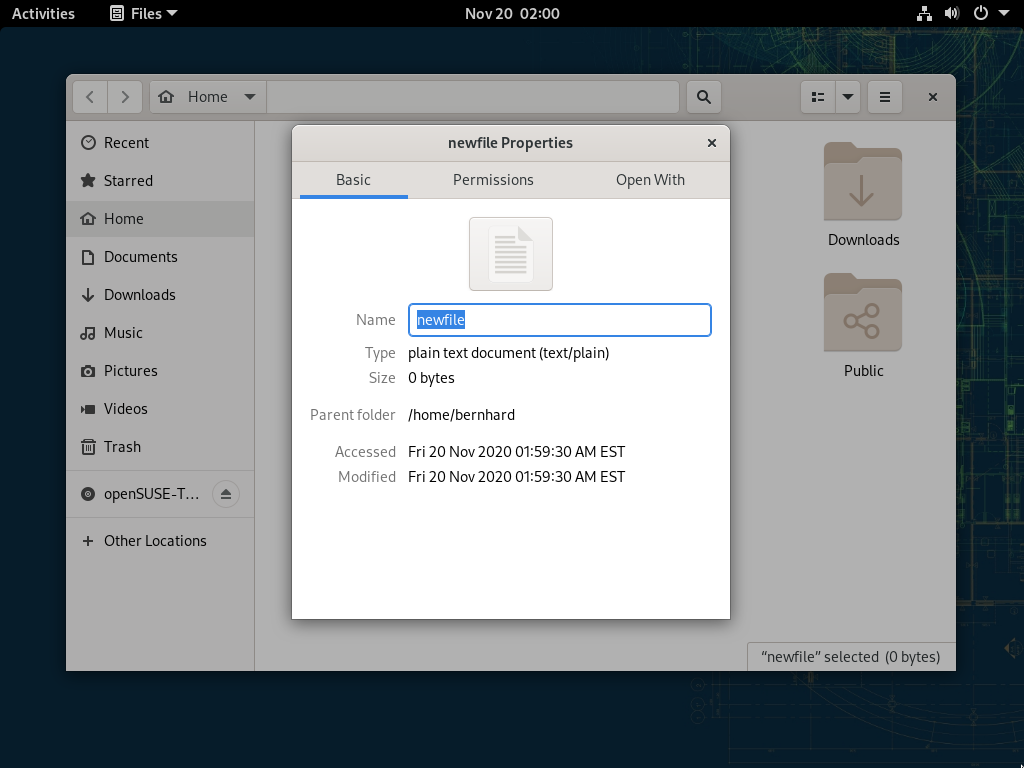 Activities Files Nov 20 02:00
Home
newfile Properties
Basic Permissions Open With
Recent
Starred
Home
Documents
Downloads
Music
Pictures
Videos
Trash
openSUSE-T…
Other Locations
Name newfile
Type plain text document (text/plain)
Size 0 bytes
Parent folder /home/bernhard
Accessed Fri 20 Nov 2020 01:59:30 AM EST
Modified Fri 20 Nov 2020 01:59:30 AM EST
Downloads
Public
“newfile” selected (0 bytes)